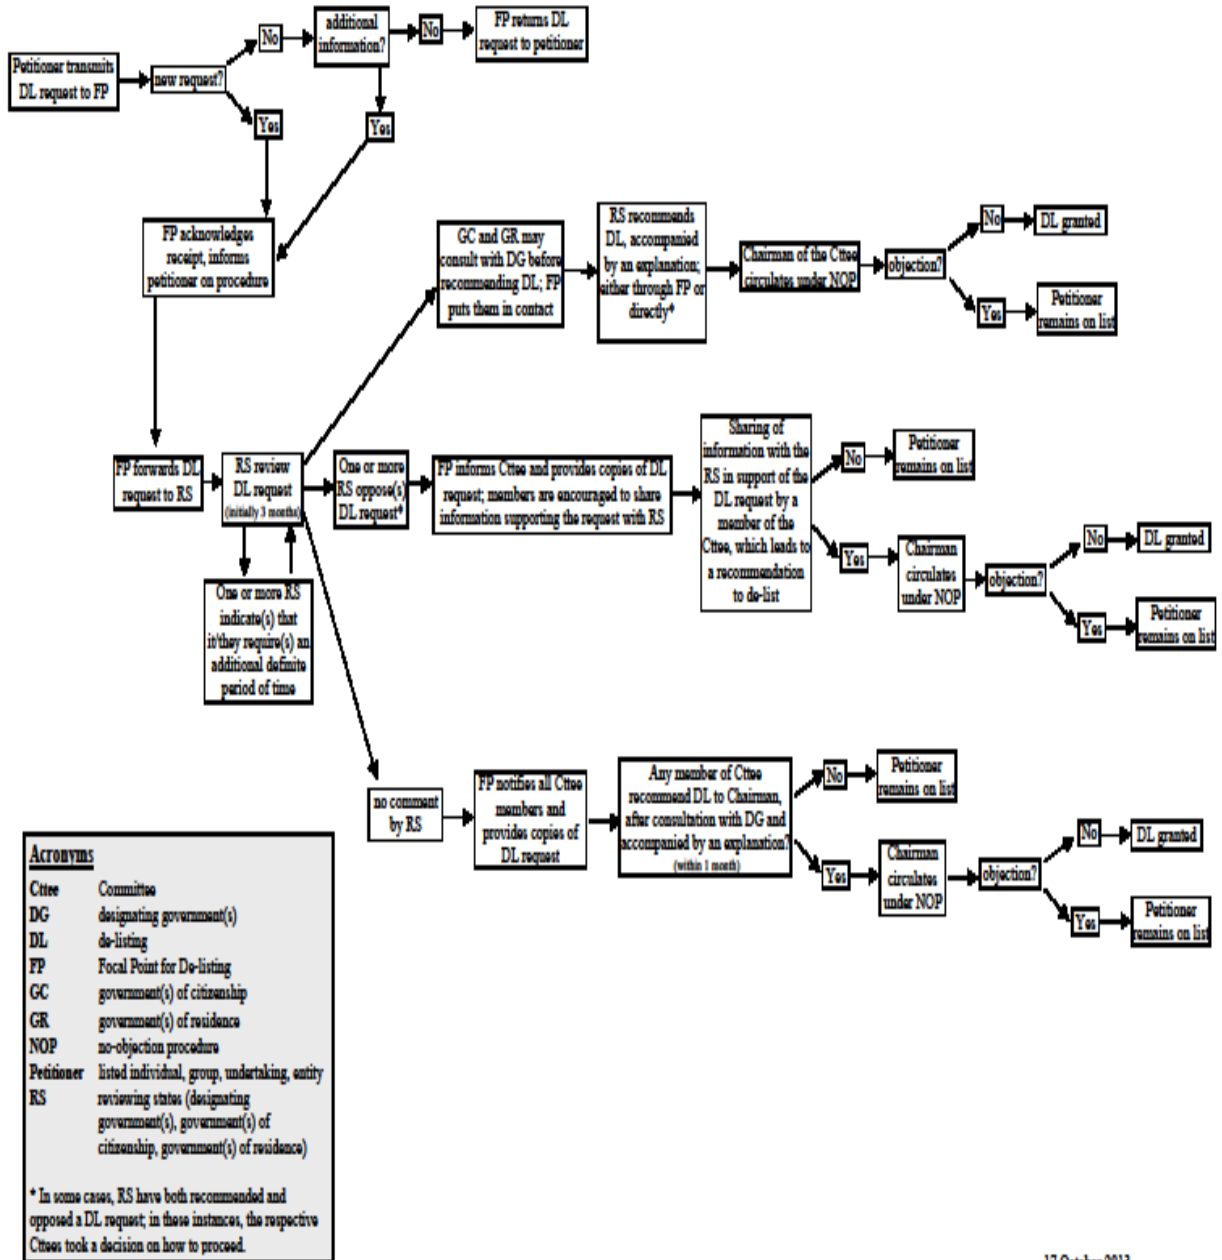 Petitioner transmits
DL request to FP
new request?
No
additional
information?
No
FP returns DL
request to petitioner
Yes
Yes
FP acknowledges
receipt, informs
petitioner on procedure
GC and GR may
consult with DG before
recommending DL; FP
puts them in contact
RS recommends
DL, accompanied
by an explanation;
either through FP or
directly*
Chairman of the Cttee
circulates under NOP
objection?
No
DL granted
Yes
Petitioner
remains on list
FP forwards DL
request to RS
RS review
DL request
(initially 3 months)
One or more
RS oppose(s)
DL request*
FP informs Cttee and provides copies of DL
request; members are encouraged to share
information supporting the request with RS
Sharing of
information with the
RS in support of the
DL request by a
member of the
Cttee, which leads to
a recommendation
to de-list
No
Petitioner
remains on list
Yes
Chairman
circulates
under NOP
objection?
No
DL granted
Yes
Petitioner
remains on list
One or more RS
indicate(s) that
it/they require(s) an
additional definite
period of time
no comment
by RS
FP notifies all Cttee
members and
provides copies of
DL request
Any member of Cttee
recommend DL to Chairman,
after consultation with DG and
accompanied by an explanation?
(within 1 month)
No
Petitioner
remains on list
Yes
Chairman
circulates
under NOP
objection?
No
DL granted
Yes
Petitioner
remains on list
Acronyms
Cttee Committee
DG designating government(s)
DL de-listing
FP Focal Point for De-listing
GC government(s) of citizenship
GR government(s) of residence
NOP no-objection procedure
Petitioner listed individual, group, undertaking, entity
RS reviewing states (designating
government(s), government(s) of
citizenship, government(s) of residence)
* In some cases, RS have both recommended and
opposed a DL request; in these instances, the respective
Cttees took a decision on how to proceed.